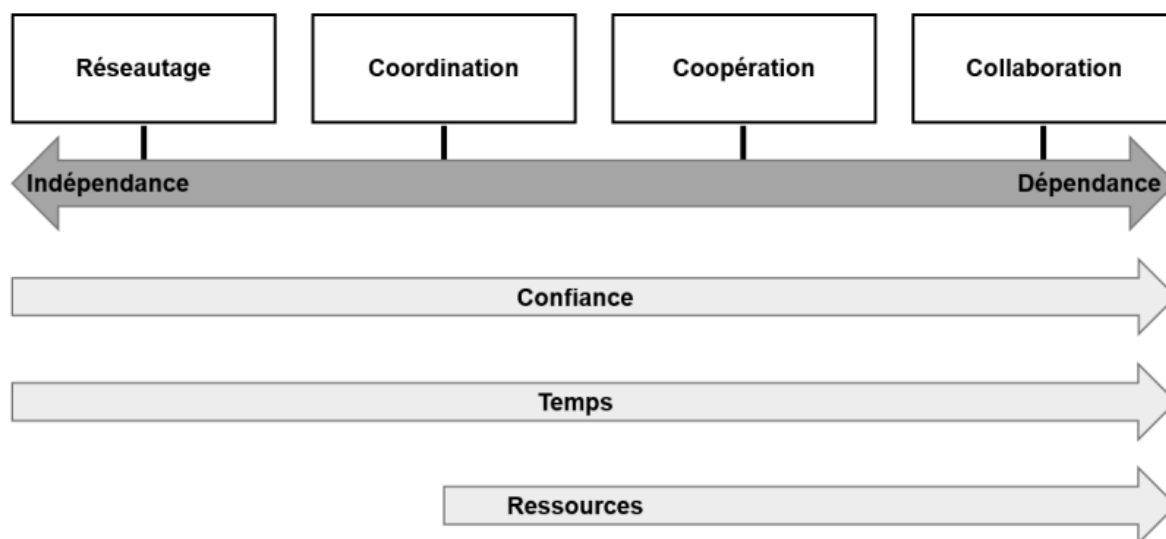 Réseautage
Coordination
Coopération
Collaboration
Indépendance
Dépendance
Confiance
Temps
Ressources